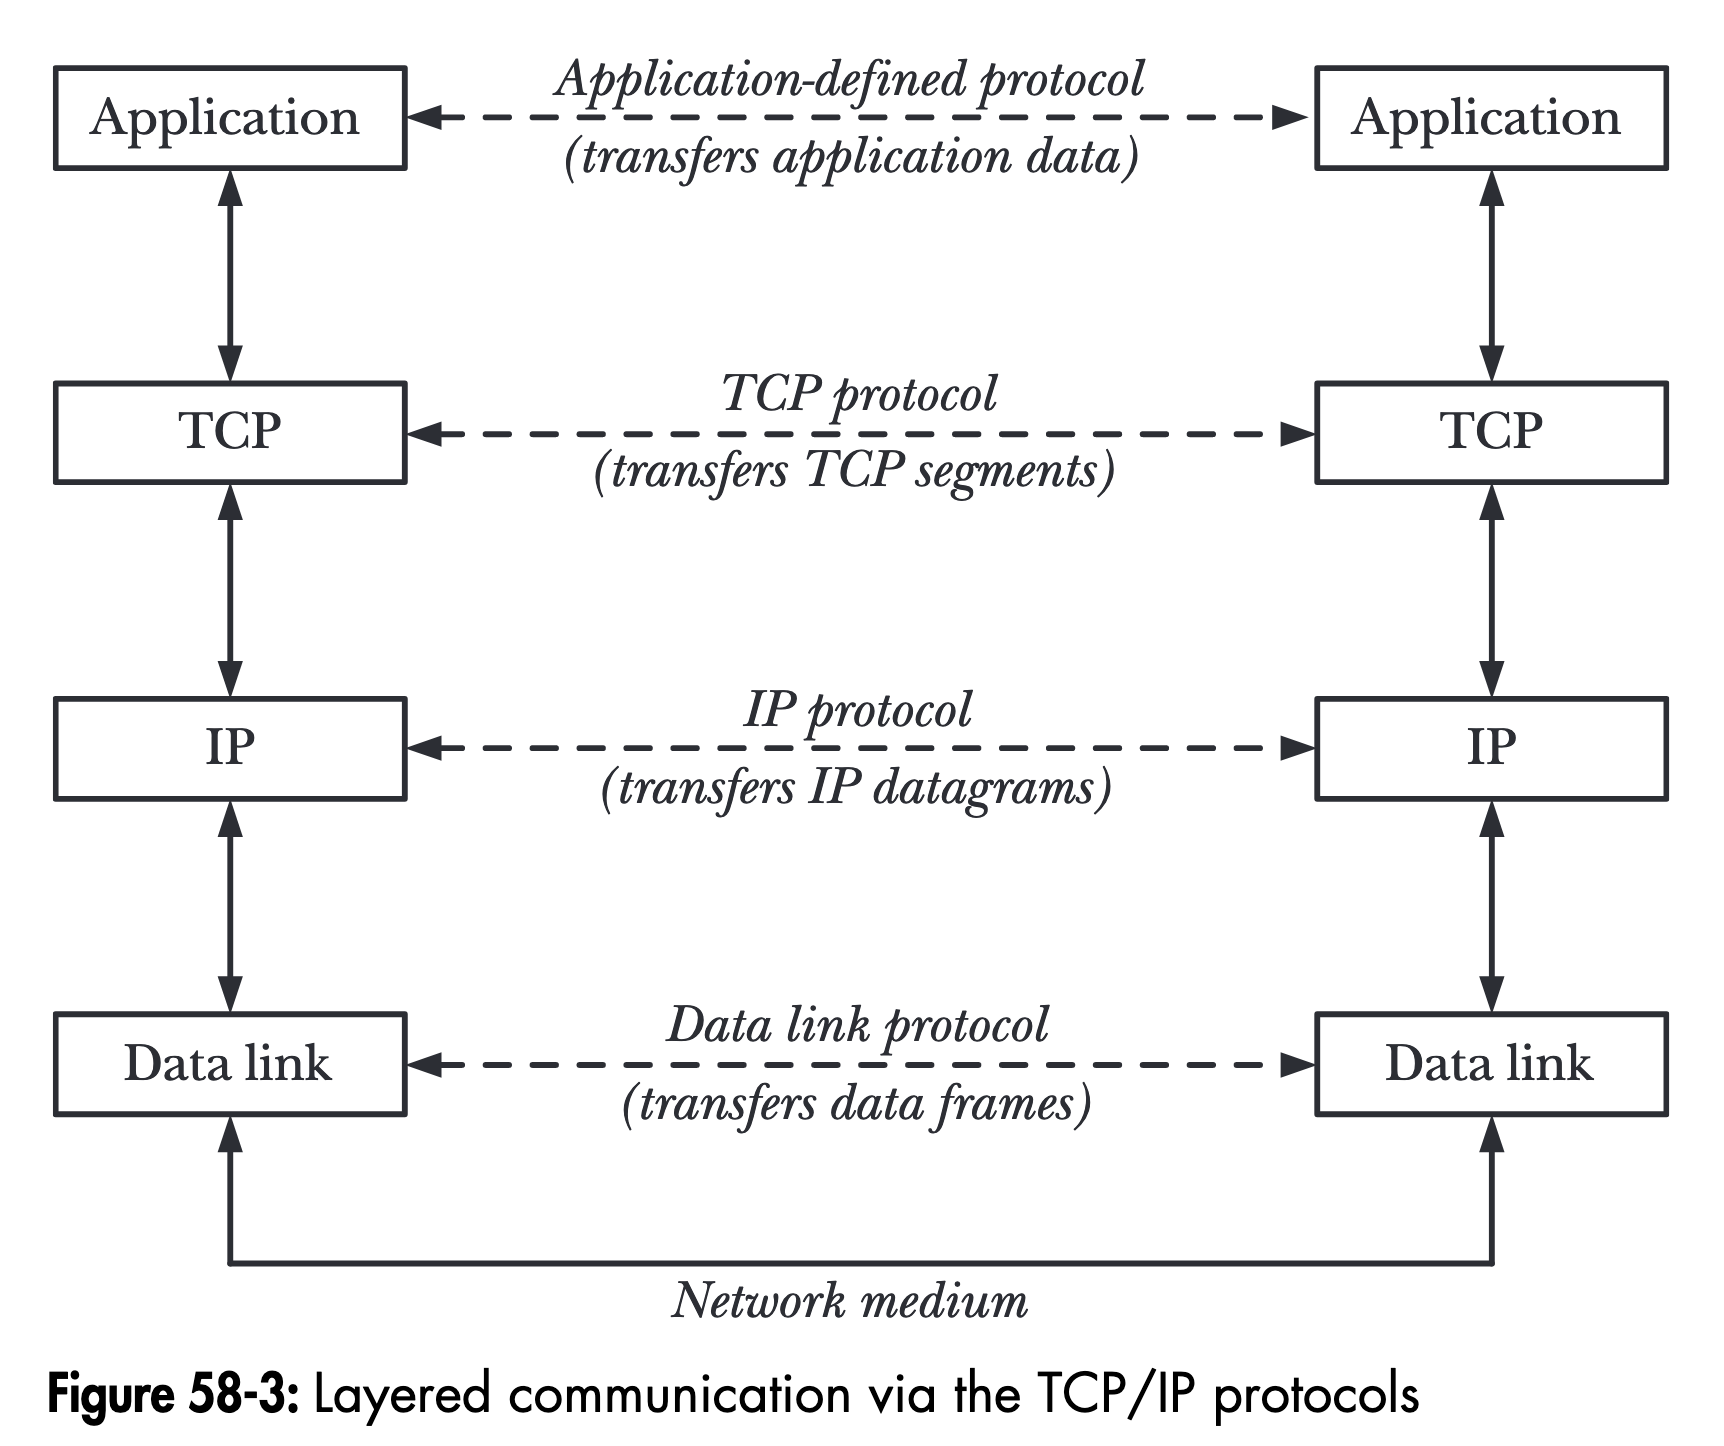 Application
Application-defined protocol
(transfers application data)
Application
TCP
TCP protocol
(transfers TCP segments)
TCP
IP
IP protocol
(transfers IP datagrams)
IP
Data link
Data link protocol
(transfers data frames)
Data link
Network medium
Figure 58-3: Layered communication via the TCP/IP protocols